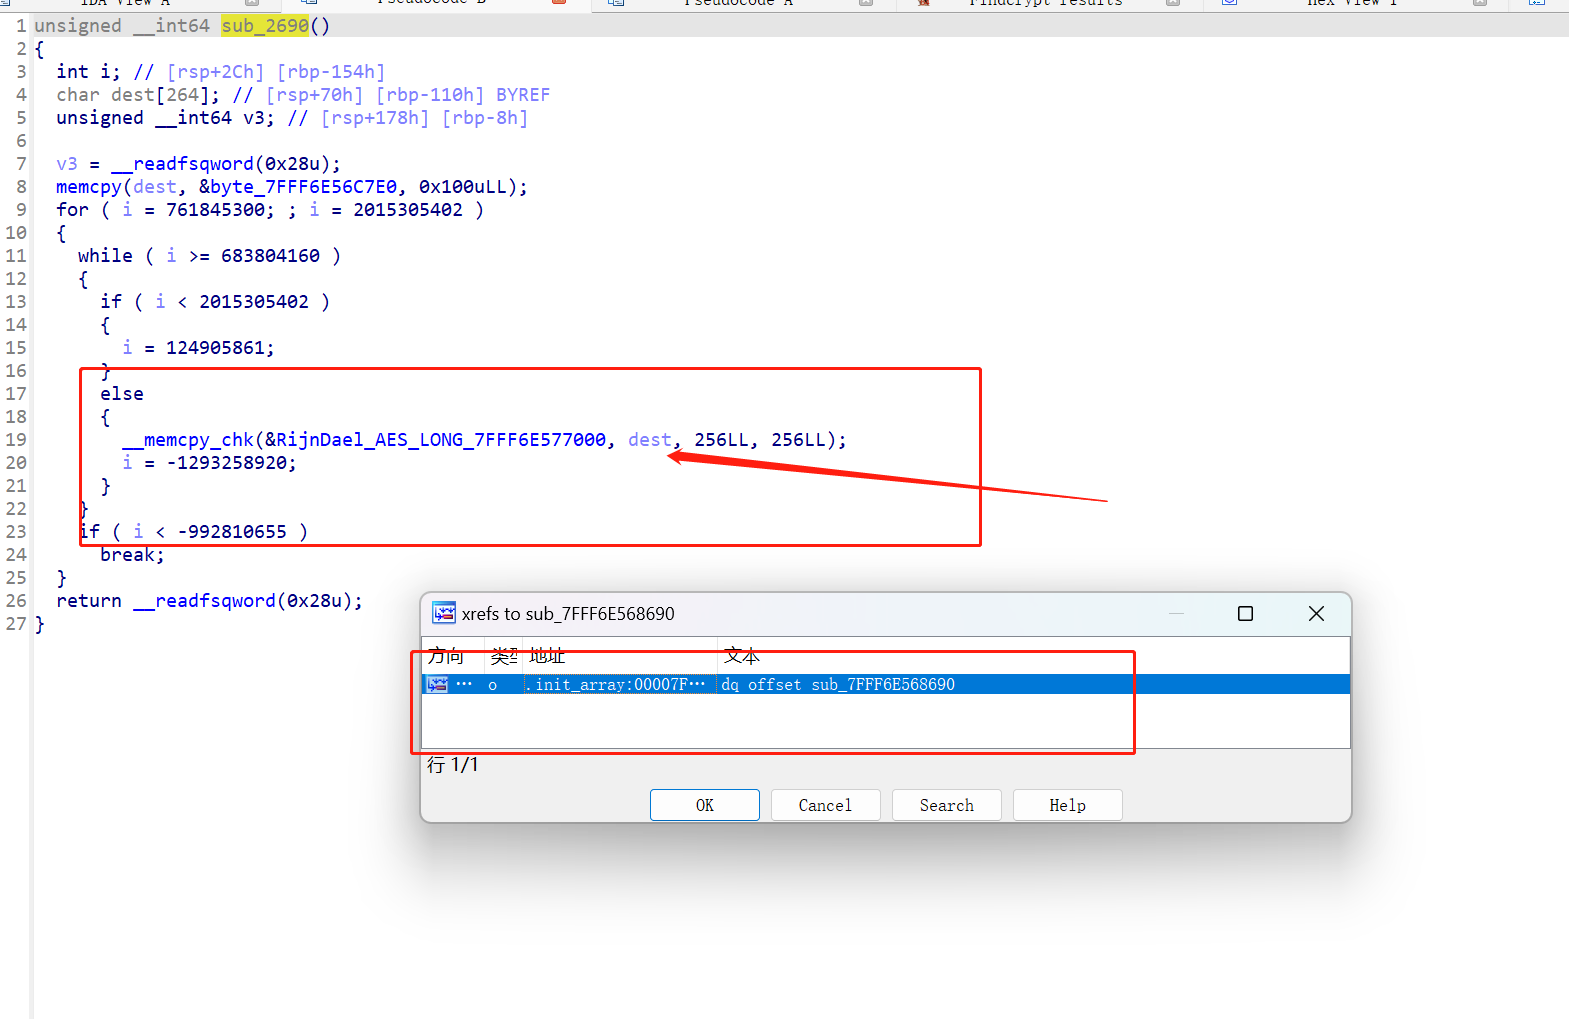 IDA View-A
Pseudocode-B
Pseudocode-A
Findcrypt results
Hex View-1
1 unsigned __int64 sub_2690()
2 {
3 int i; // [rsp+2Ch] [rbp-154h]
4 char dest[264]; // [rsp+70h] [rbp-110h] BYREF
5 unsigned __int64 v3; // [rsp+178h] [rbp-8h]
6
7 v3 = __readfsqword(0x28u);
8 memcpy(dest, &byte_7FFF6E56C7E0, 0x100uLL);
9 for ( i = 761845300; ; i = 2015305402 )
10 {
11 while ( i >= 683804160 )
12 {
13 if ( i < 2015305402 )
14 {
15 i = 124905861;
16 }
17 else
18 {
19 __memcpy_chk(&RijnDael_AES_LONG_7FFF6E577000, dest, 256LL, 256LL);
20 i = -1293258920;
21 }
22 }
23 if ( i < -992810655 )
24 break;
25 }
26 return __readfsqword(0x28u);
27 }
xrefs to sub_7FFF6E568690
方向 类型 地址 文本
… o .init_array:00007F… dq offset sub_7FFF6E568690
行 1/1
OK Cancel Search Help